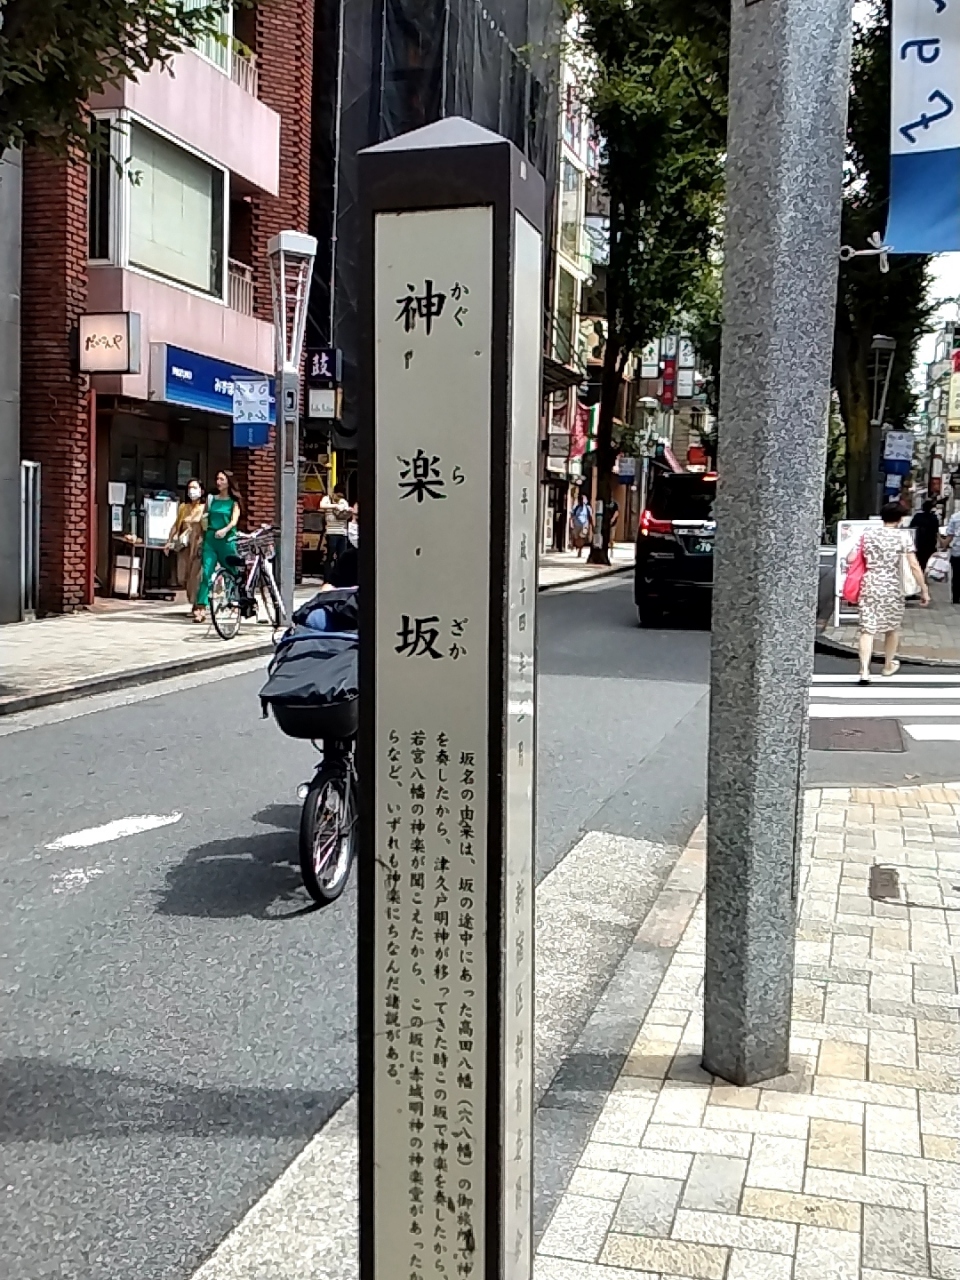 神楽坂
かぐ
ら
ざか
坂名の由来は、坂の途中にあった高田八幡(穴八幡)の御旅所で神
を奏したから、津久戸明神が移ってきた時この坂で神楽を奏したから、
若宮八幡の神楽が聞こえたから、この坂に赤城明神の神楽堂があったか
らなど、いずれも神楽にちなんだ諸説がある。
平成十四年
みずほ
鼓